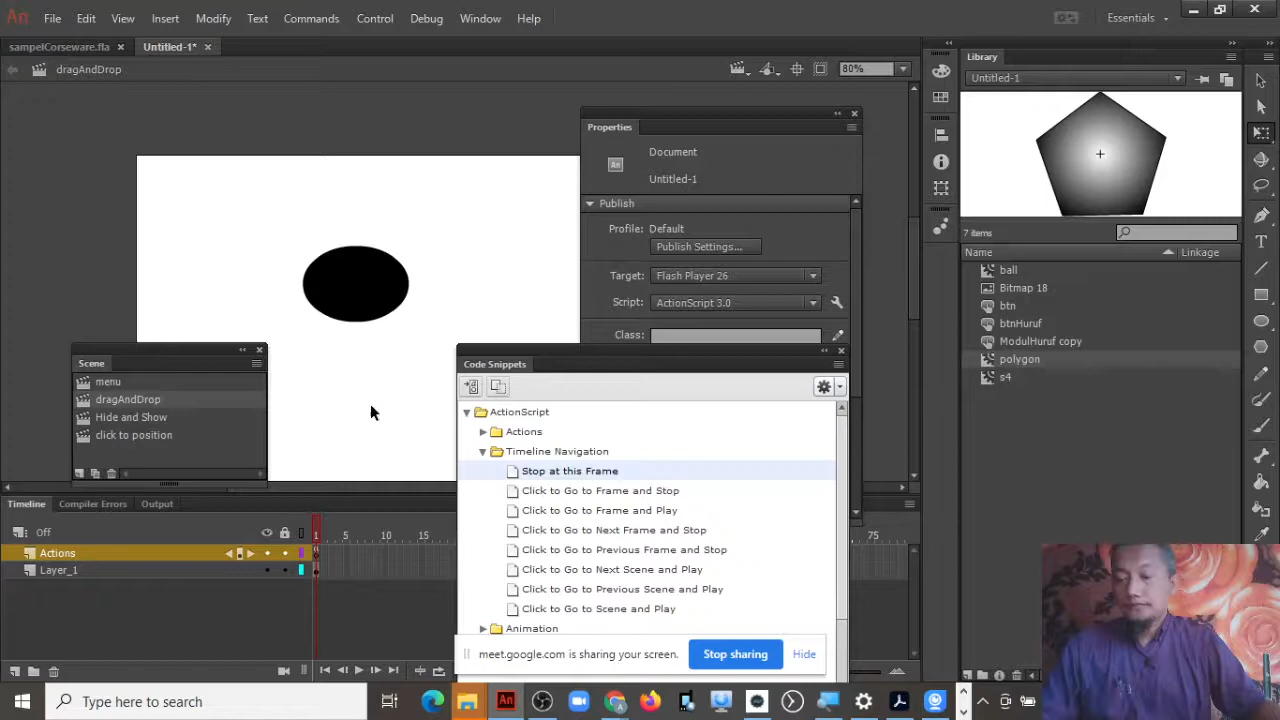 An File Edit View Insert Modify Text Commands Control Debug Window Help Essentials
sampelCorseware.fla Untitled-1*
dragAndDrop 80%
Properties
Document
Untitled-1
Publish
Profile: Default
Publish Settings...
Target: Flash Player 26
Script: ActionScript 3.0
Class:
Library
Untitled-1
7 items
Name Linkage
ball
Bitmap 18
btn
btnHuruf
ModulHuruf copy
polygon
s4
Scene
menu
dragAndDrop
Hide and Show
click to position
Code Snippets
ActionScript
Actions
Timeline Navigation
Stop at this Frame
Click to Go to Frame and Stop
Click to Go to Frame and Play
Click to Go to Next Frame and Stop
Click to Go to Previous Frame and Stop
Click to Go to Next Scene and Play
Click to Go to Previous Scene and Play
Click to Go to Scene and Play
Animation
Timeline Compiler Errors Output
Off 1 5 10 15 75
Actions
Layer_1
meet.google.com is sharing your screen. Stop sharing Hide
Type here to search An